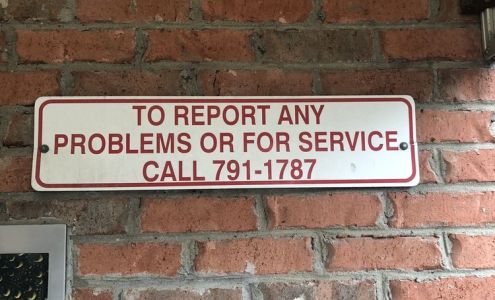 TO REPORT ANY
PROBLEMS OR FOR SERVICE
CALL 791-1787